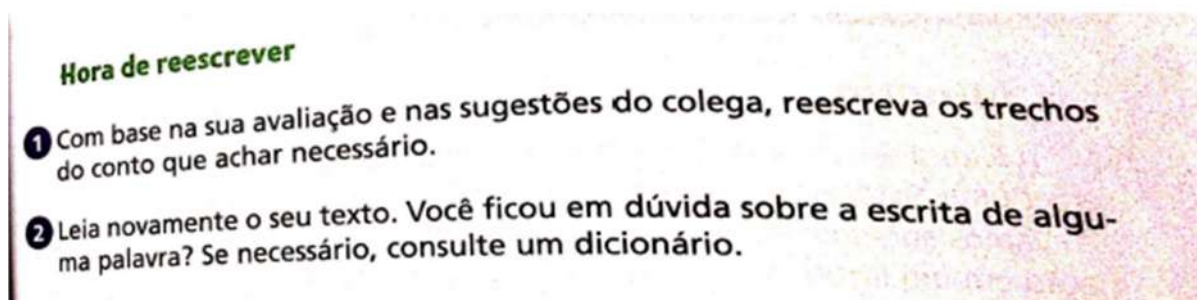 Hora de reescrever
1 Com base na sua avaliação e nas sugestões do colega, reescreva os trechos
do conto que achar necessário.
2 Leia novamente o seu texto. Você ficou em dúvida sobre a escrita de algu-
ma palavra? Se necessário, consulte um dicionário.